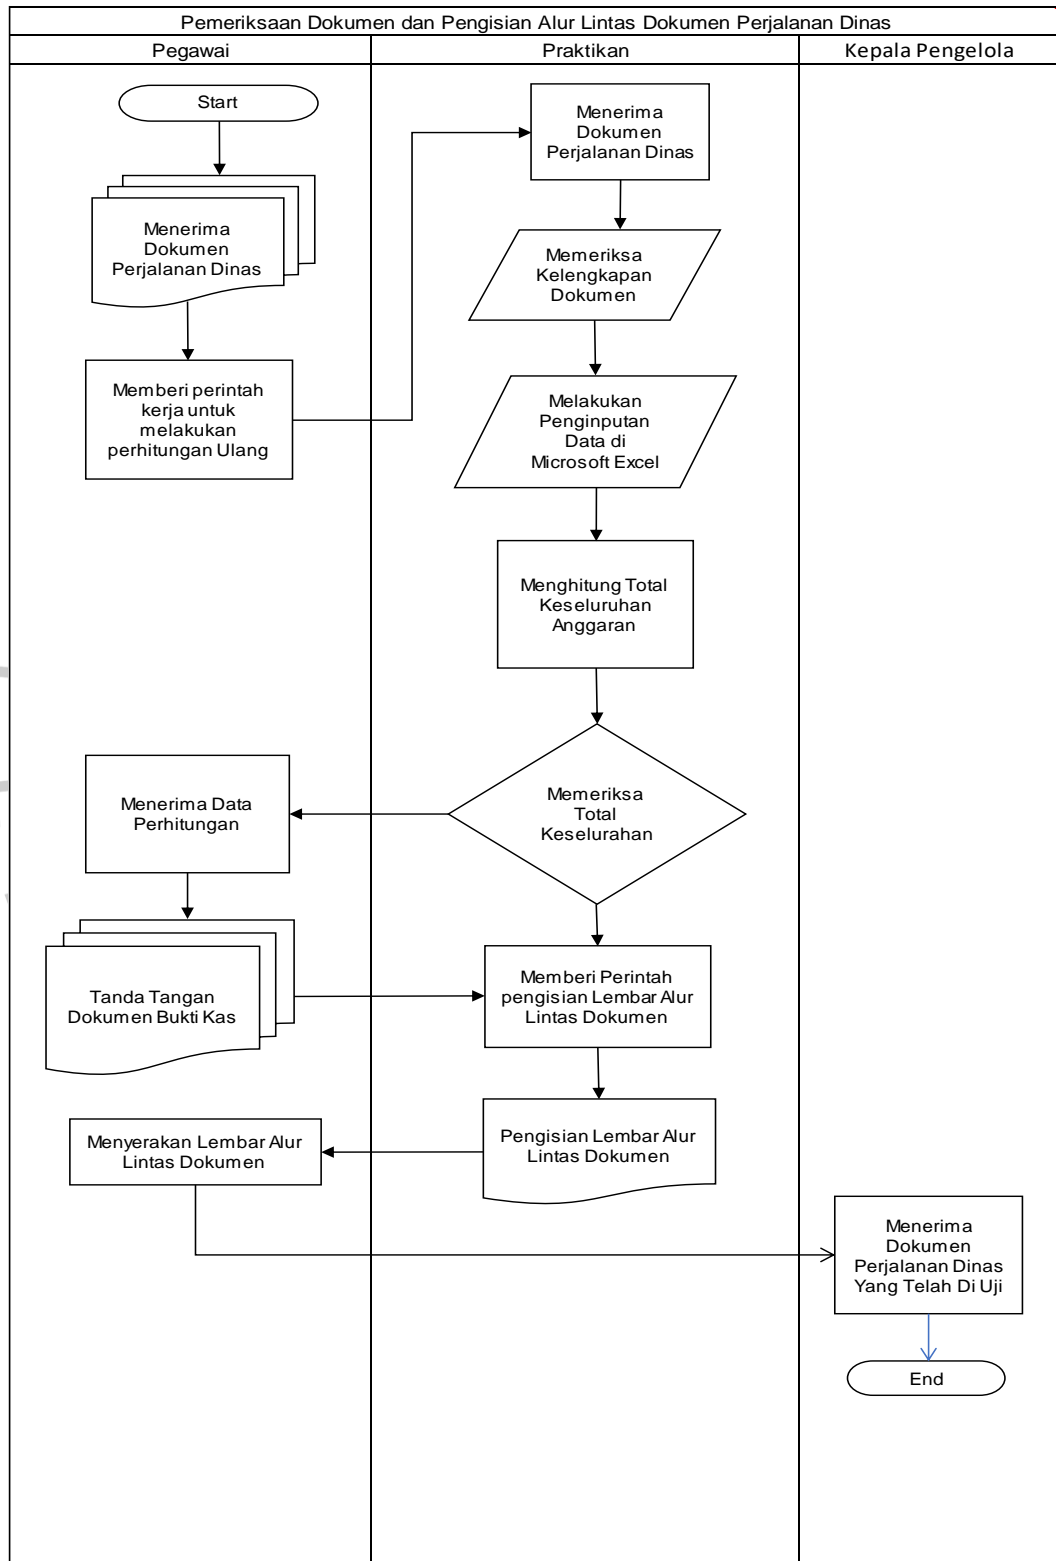 Pemeriksaan Dokumen dan Pengisian Alur Lintas Dokumen Perjalanan Dinas
Pegawai
Praktikan
Kepala Pengelola
Start
Menerima
Dokumen
Perjalanan Dinas
Memberi perintah
kerja untuk
melakukan
perhitungan Ulang
Menerima
Dokumen
Perjalanan Dinas
Memeriksa
Kelengkapan
Dokumen
Melakukan
Penginputan
Data di
Microsoft Excel
Menghitung Total
Keseluruhan
Anggaran
Memeriksa
Total
Keselurahan
Menerima Data
Perhitungan
Tanda Tangan
Dokumen Bukti Kas
Memberi Perintah
pengisian Lembar Alur
Lintas Dokumen
Pengisian Lembar Alur
Lintas Dokumen
Menyerakan Lembar Alur
Lintas Dokumen
Menerima
Dokumen
Perjalanan Dinas
Yang Telah Di Uji
End